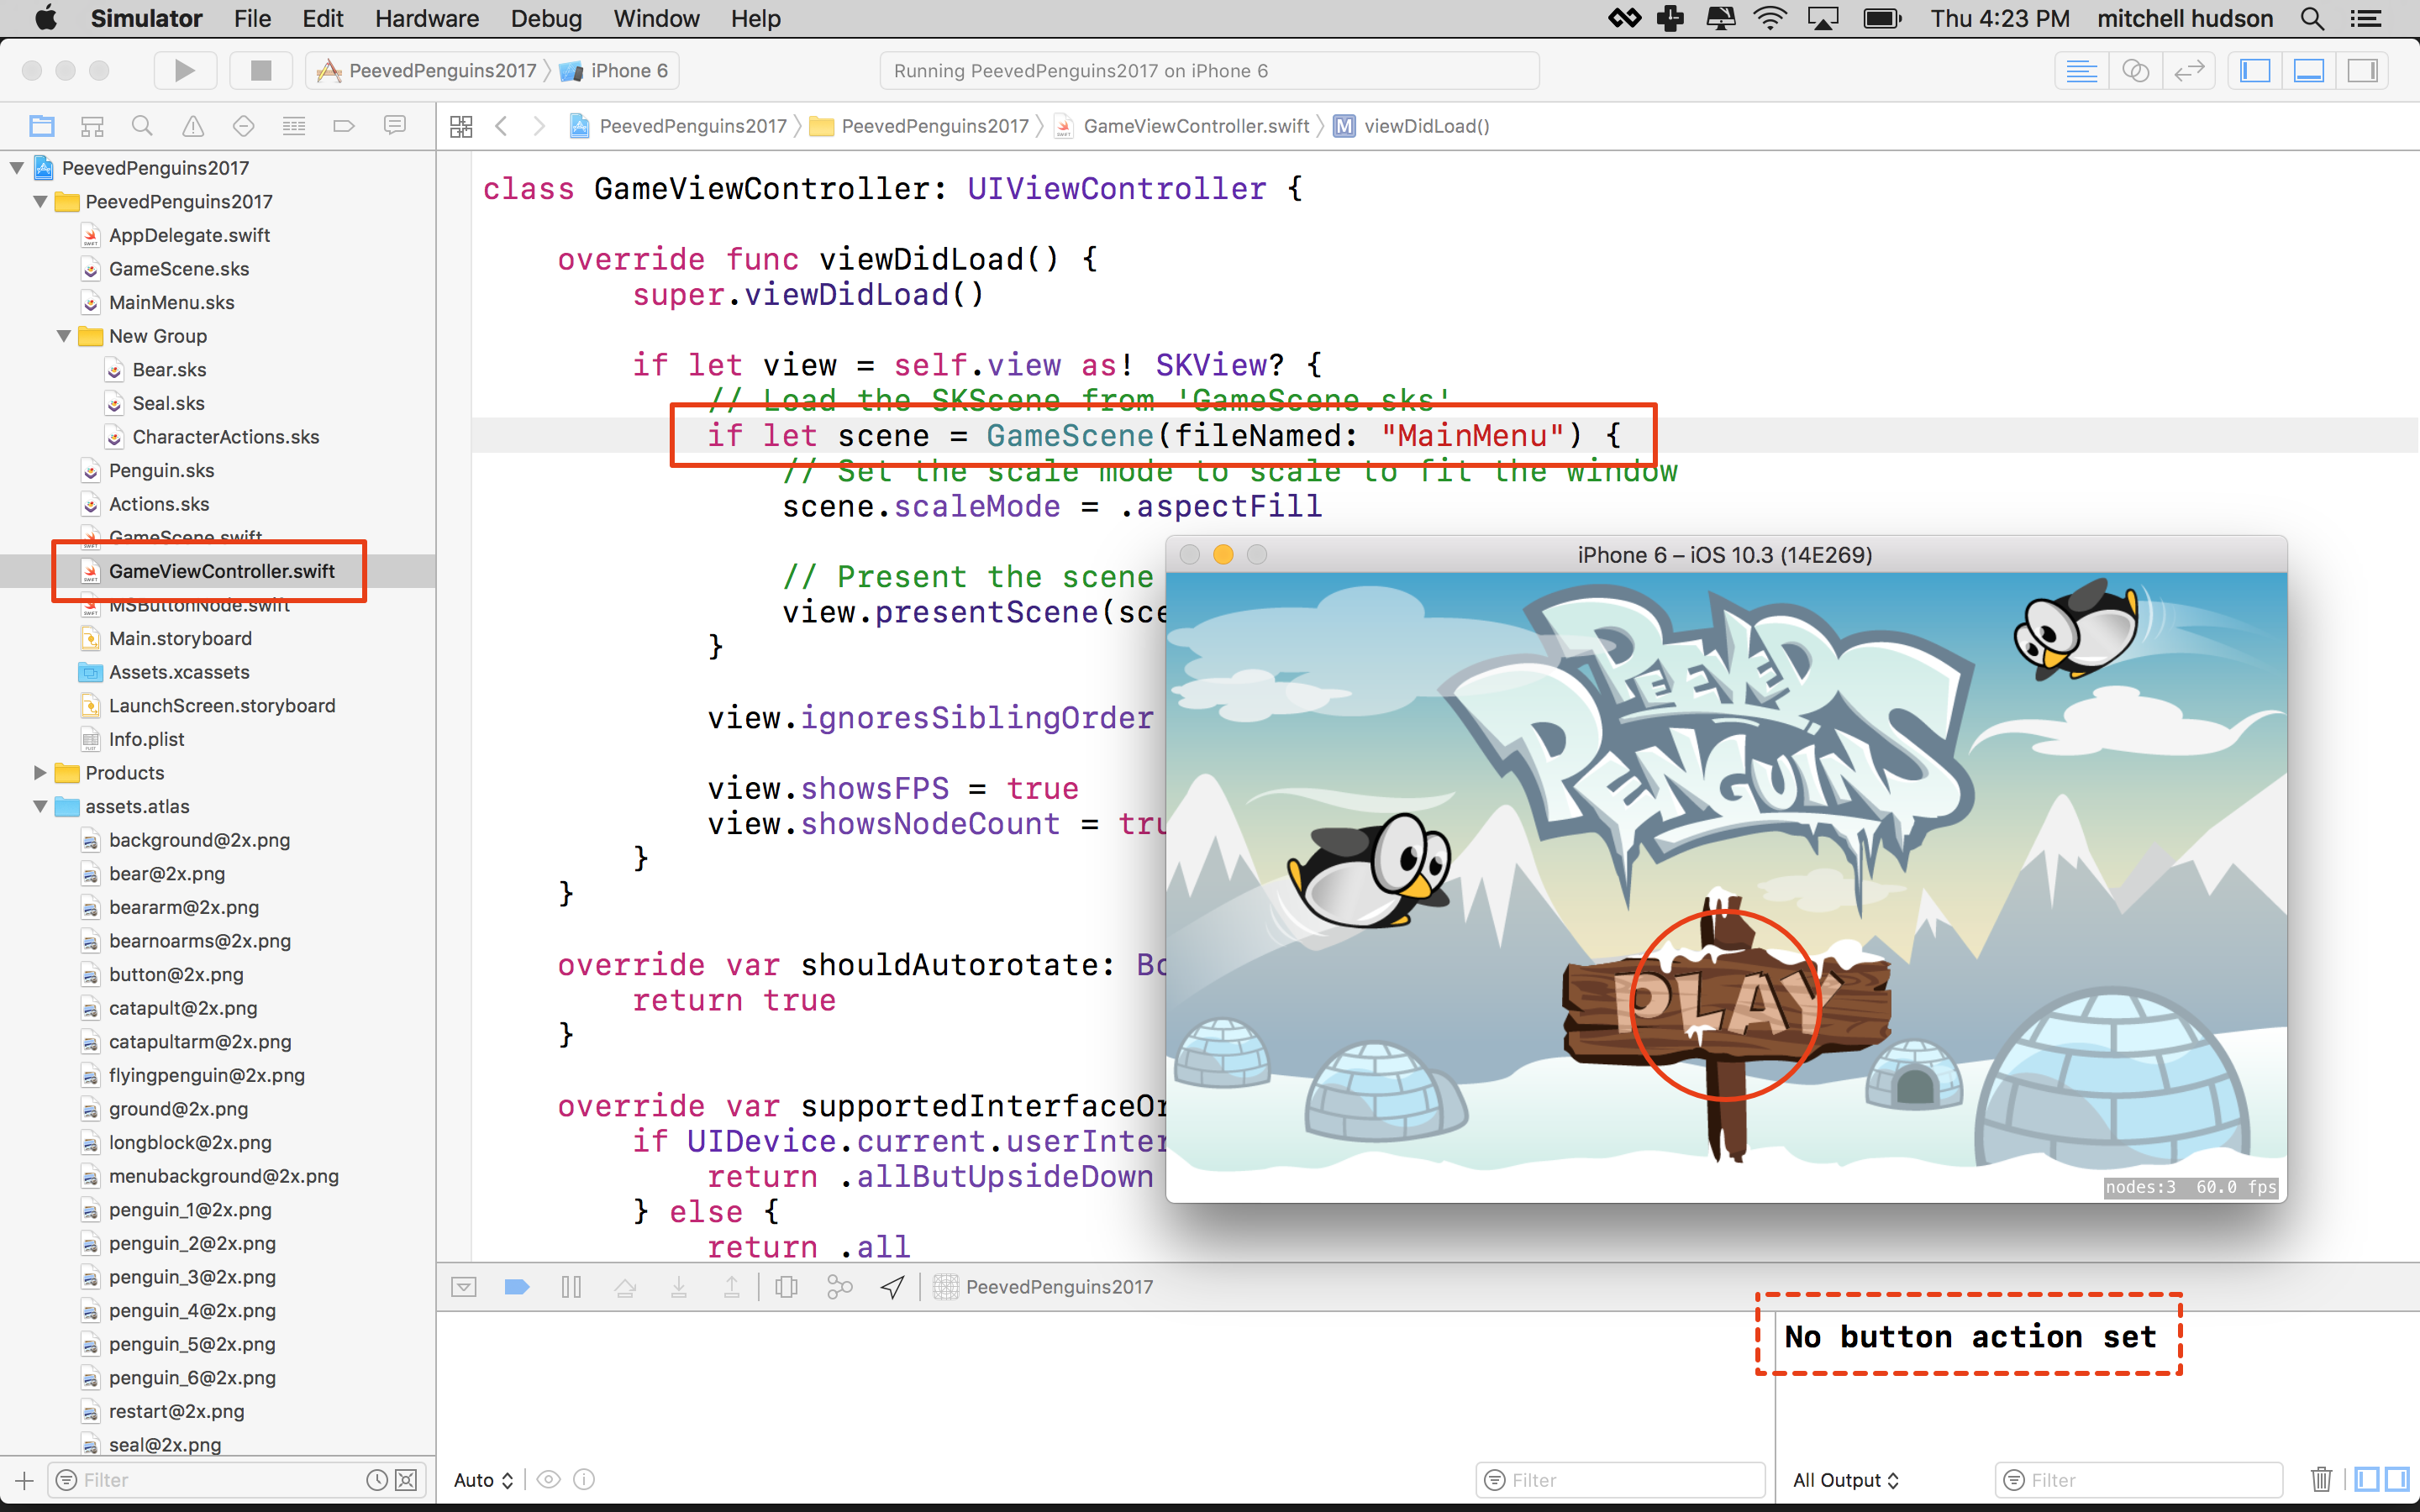 Simulator File Edit Hardware Debug Window Help Thu 4:23 PM mitchell hudson
PeevedPenguins2017 iPhone 6 Running PeevedPenguins2017 on iPhone 6
PeevedPenguins2017 PeevedPenguins2017 GameViewController.swift M viewDidLoad()
PeevedPenguins2017
PeevedPenguins2017
AppDelegate.swift
GameScene.sks
MainMenu.sks
New Group
Bear.sks
Seal.sks
CharacterActions.sks
Penguin.sks
Actions.sks
GameScene.swift
GameViewController.swift
MSButtonNode.swift
Main.storyboard
Assets.xcassets
LaunchScreen.storyboard
Info.plist
Products
assets.atlas
background@2x.png
bear@2x.png
beararm@2x.png
bearnoarms@2x.png
button@2x.png
catapult@2x.png
catapultarm@2x.png
flyingpenguin@2x.png
ground@2x.png
longblock@2x.png
menubackground@2x.png
penguin_1@2x.png
penguin_2@2x.png
penguin_3@2x.png
penguin_4@2x.png
penguin_5@2x.png
penguin_6@2x.png
restart@2x.png
seal@2x.png
Filter
class GameViewController: UIViewController {
override func viewDidLoad() {
super.viewDidLoad()
if let view = self.view as! SKView? {
// Load the SKScene from 'GameScene.sks'
if let scene = GameScene(fileNamed: "MainMenu") {
// Set the scale mode to scale to fit the window
scene.scaleMode = .aspectFill
// Present the scene
view.presentScene(sce
}
view.ignoresSiblingOrder
view.showsFPS = true
view.showsNodeCount = tru
}
}
override var shouldAutorotate: Bo
return true
}
override var supportedInterfaceOr
if UIDevice.current.userInter
return .allButUpsideDown
} else {
return .all
iPhone 6 – iOS 10.3 (14E269)
PEEVED
PENGUINS
PLAY
nodes:3 60.0 fps
PeevedPenguins2017
No button action set
Auto Filter All Output Filter